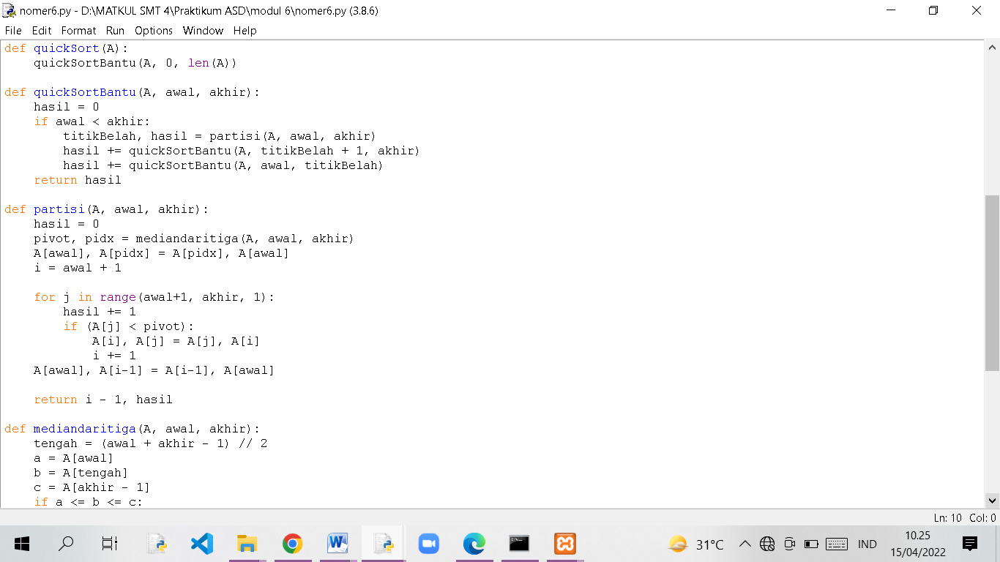 nomer6.py - D:\MATKUL SMT 4\Praktikum ASD\modul 6\nomer6.py (3.8.6)
File Edit Format Run Options Window Help
def quickSort(A):
    quickSortBantu(A, 0, len(A))

def quickSortBantu(A, awal, akhir):
    hasil = 0
    if awal < akhir:
        titikBelah, hasil = partisi(A, awal, akhir)
        hasil += quickSortBantu(A, titikBelah + 1, akhir)
        hasil += quickSortBantu(A, awal, titikBelah)
    return hasil

def partisi(A, awal, akhir):
    hasil = 0
    pivot, pidx = mediandaritiga(A, awal, akhir)
    A[awal], A[pidx] = A[pidx], A[awal]
    i = awal + 1

    for j in range(awal+1, akhir, 1):
        hasil += 1
        if (A[j] < pivot):
            A[i], A[j] = A[j], A[i]
            i += 1
    A[awal], A[i-1] = A[i-1], A[awal]

    return i - 1, hasil

def mediandaritiga(A, awal, akhir):
    tengah = (awal + akhir - 1) // 2
    a = A[awal]
    b = A[tengah]
    c = A[akhir - 1]
    if a <= b <= c:
Ln: 10 Col: 0
31°C IND 10.25
15/04/2022